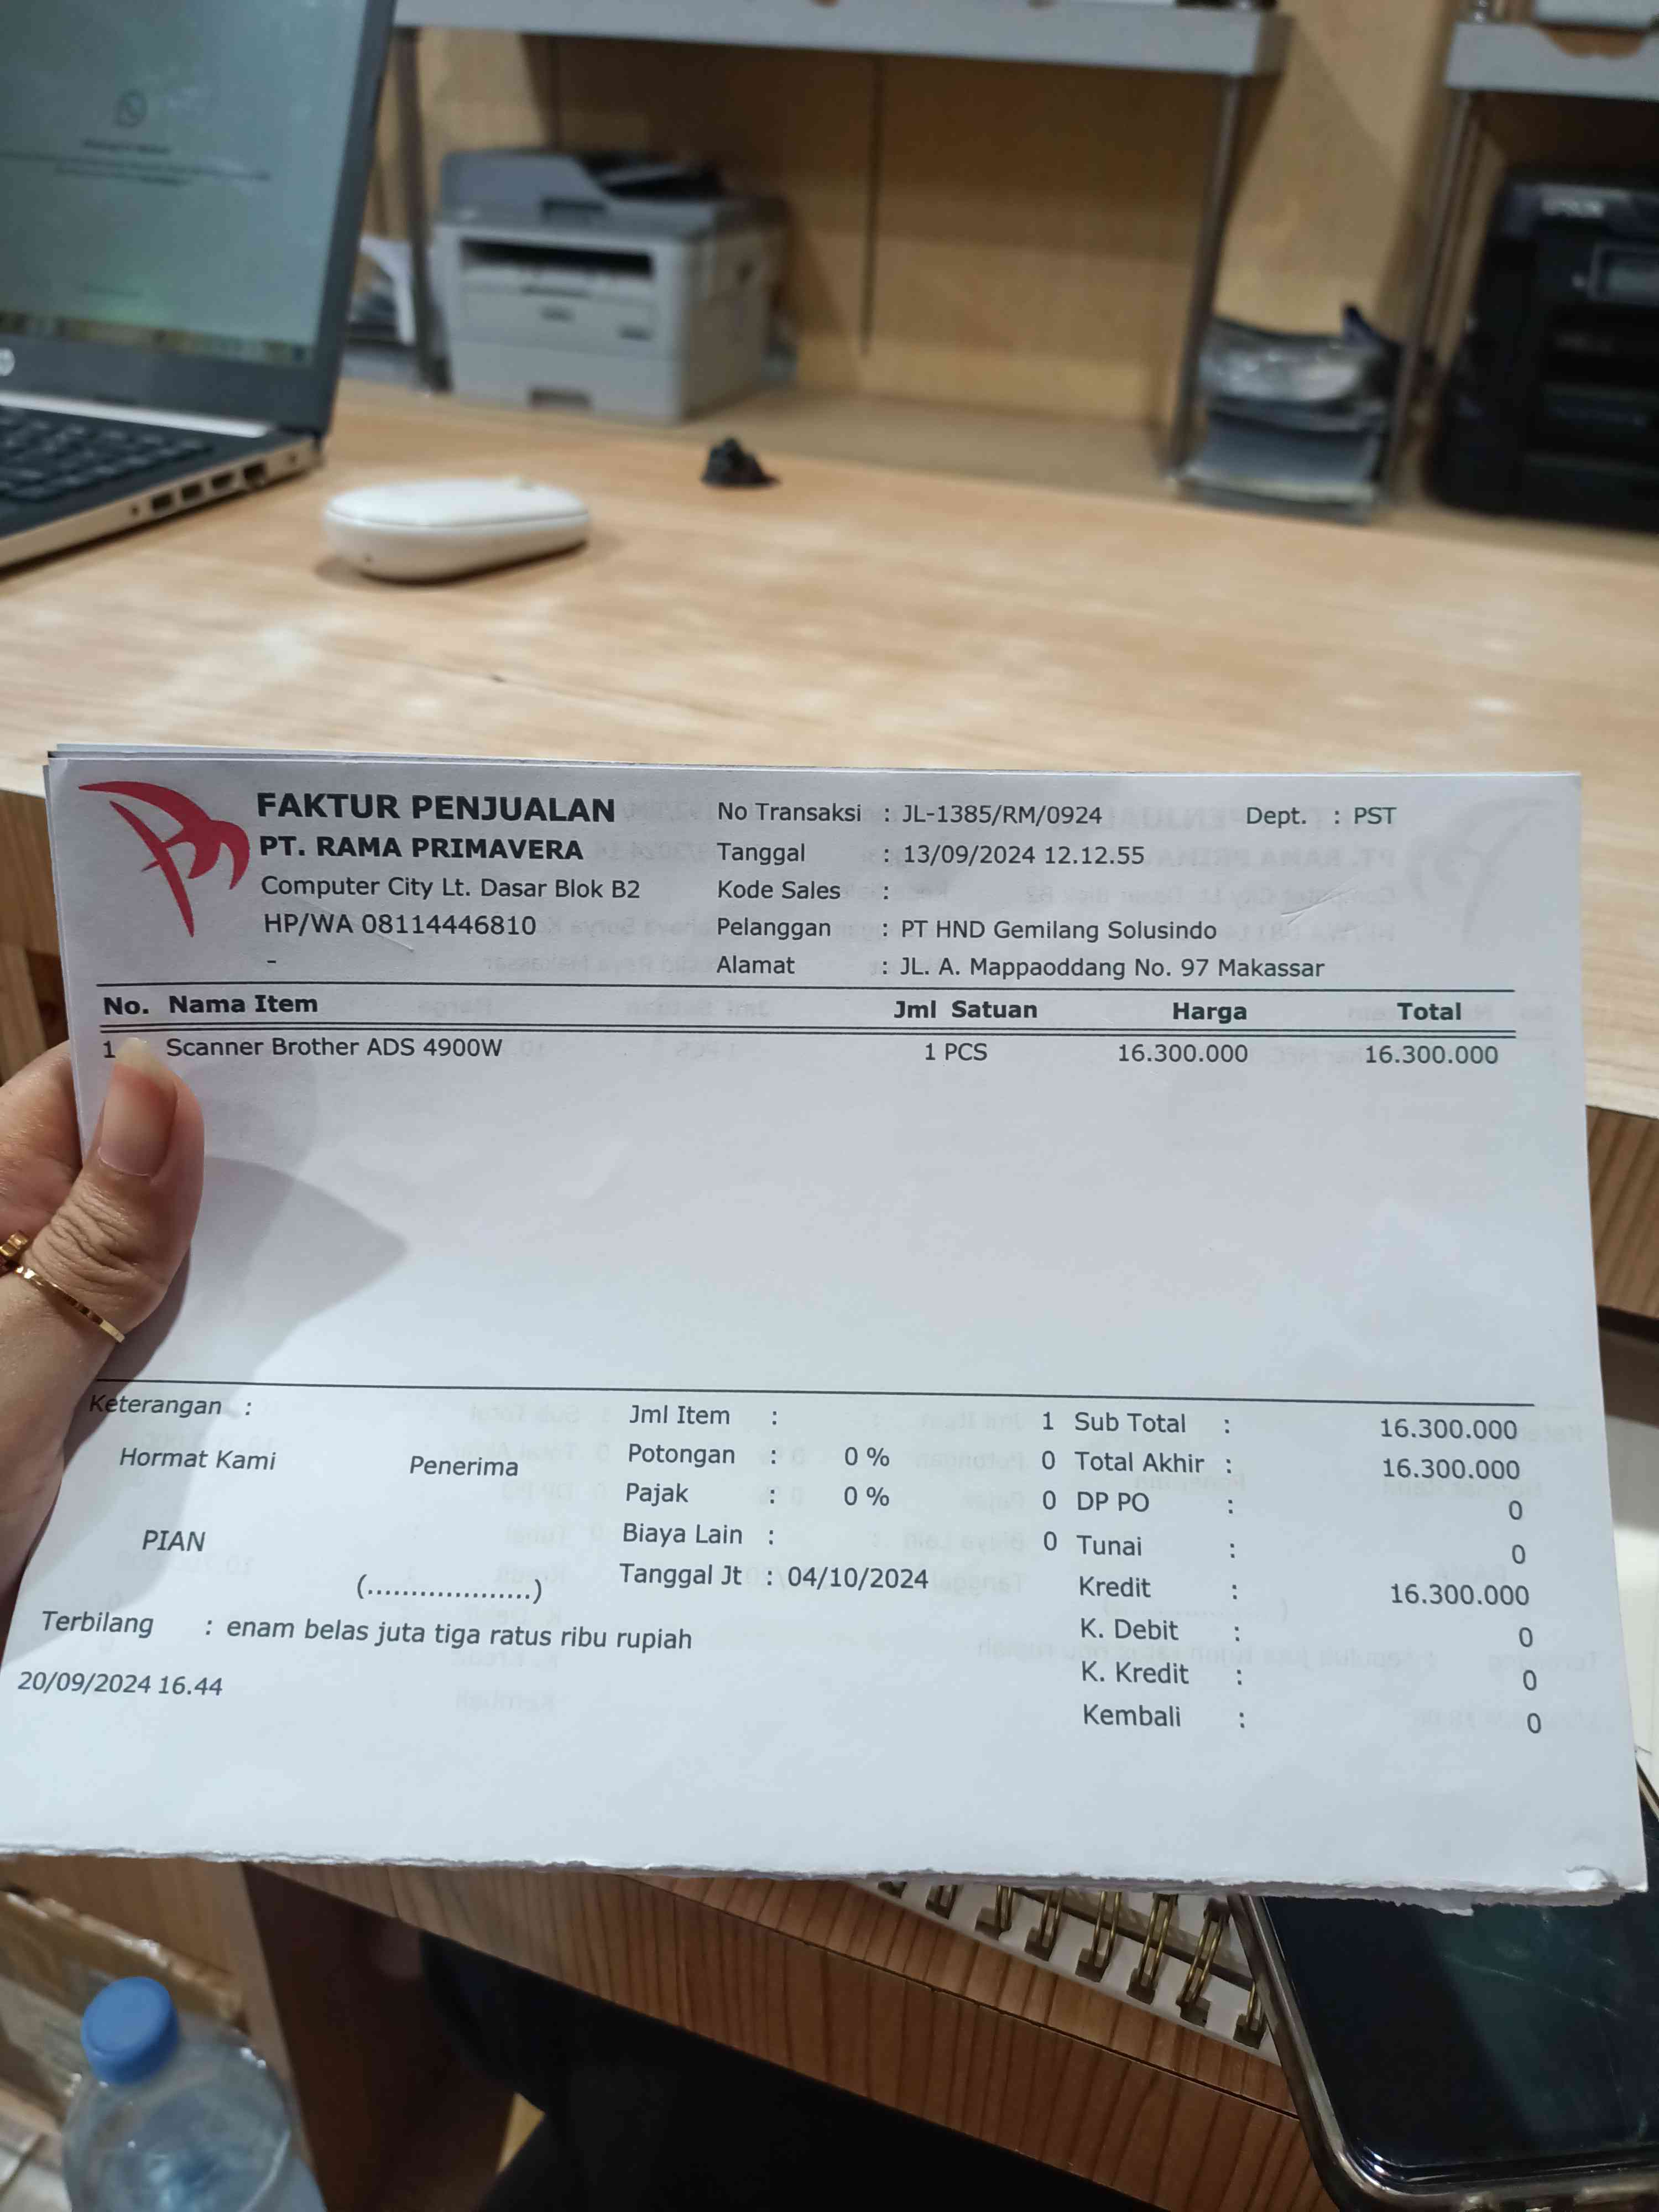 FAKTUR PENJUALAN
PT. RAMA PRIMAVERA
Computer City Lt. Dasar Blok B2
HP/WA 08114446810
-
No Transaksi : JL-1385/RM/0924 Dept. : PST
Tanggal : 13/09/2024 12.12.55
Kode Sales :
Pelanggan : PT HND Gemilang Solusindo
Alamat : JL. A. Mappaoddang No. 97 Makassar
No. Nama Item Jml Satuan Harga Total
1 Scanner Brother ADS 4900W 1 PCS 16.300.000 16.300.000
Keterangan :
Hormat Kami Penerima
PIAN
(..................)
Jml Item : 1
Potongan : 0 % 0
Pajak : 0 % 0
Biaya Lain : 0
Tanggal Jt : 04/10/2024
Sub Total : 16.300.000
Total Akhir : 16.300.000
DP PO : 0
Tunai : 0
Kredit : 16.300.000
K. Debit : 0
K. Kredit : 0
Kembali : 0
Terbilang : enam belas juta tiga ratus ribu rupiah
20/09/2024 16.44